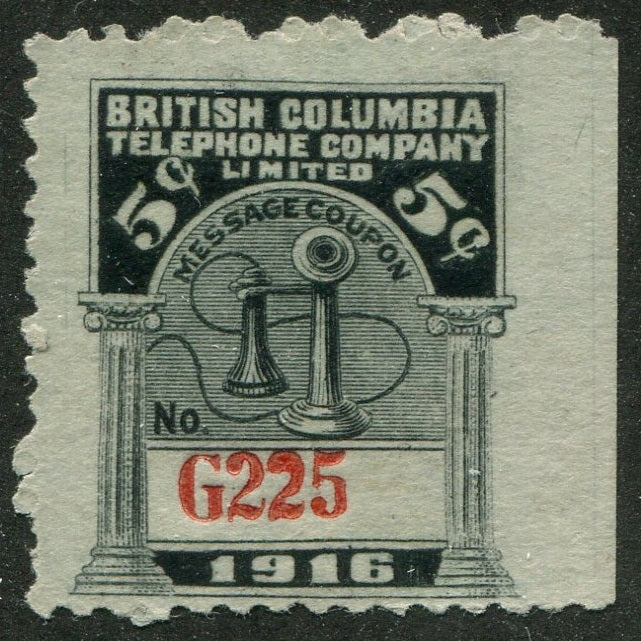 BRITISH COLUMBIA
TELEPHONE COMPANY
LIMITED
5¢ 5¢
MESSAGE COUPON
No.
G225
1916